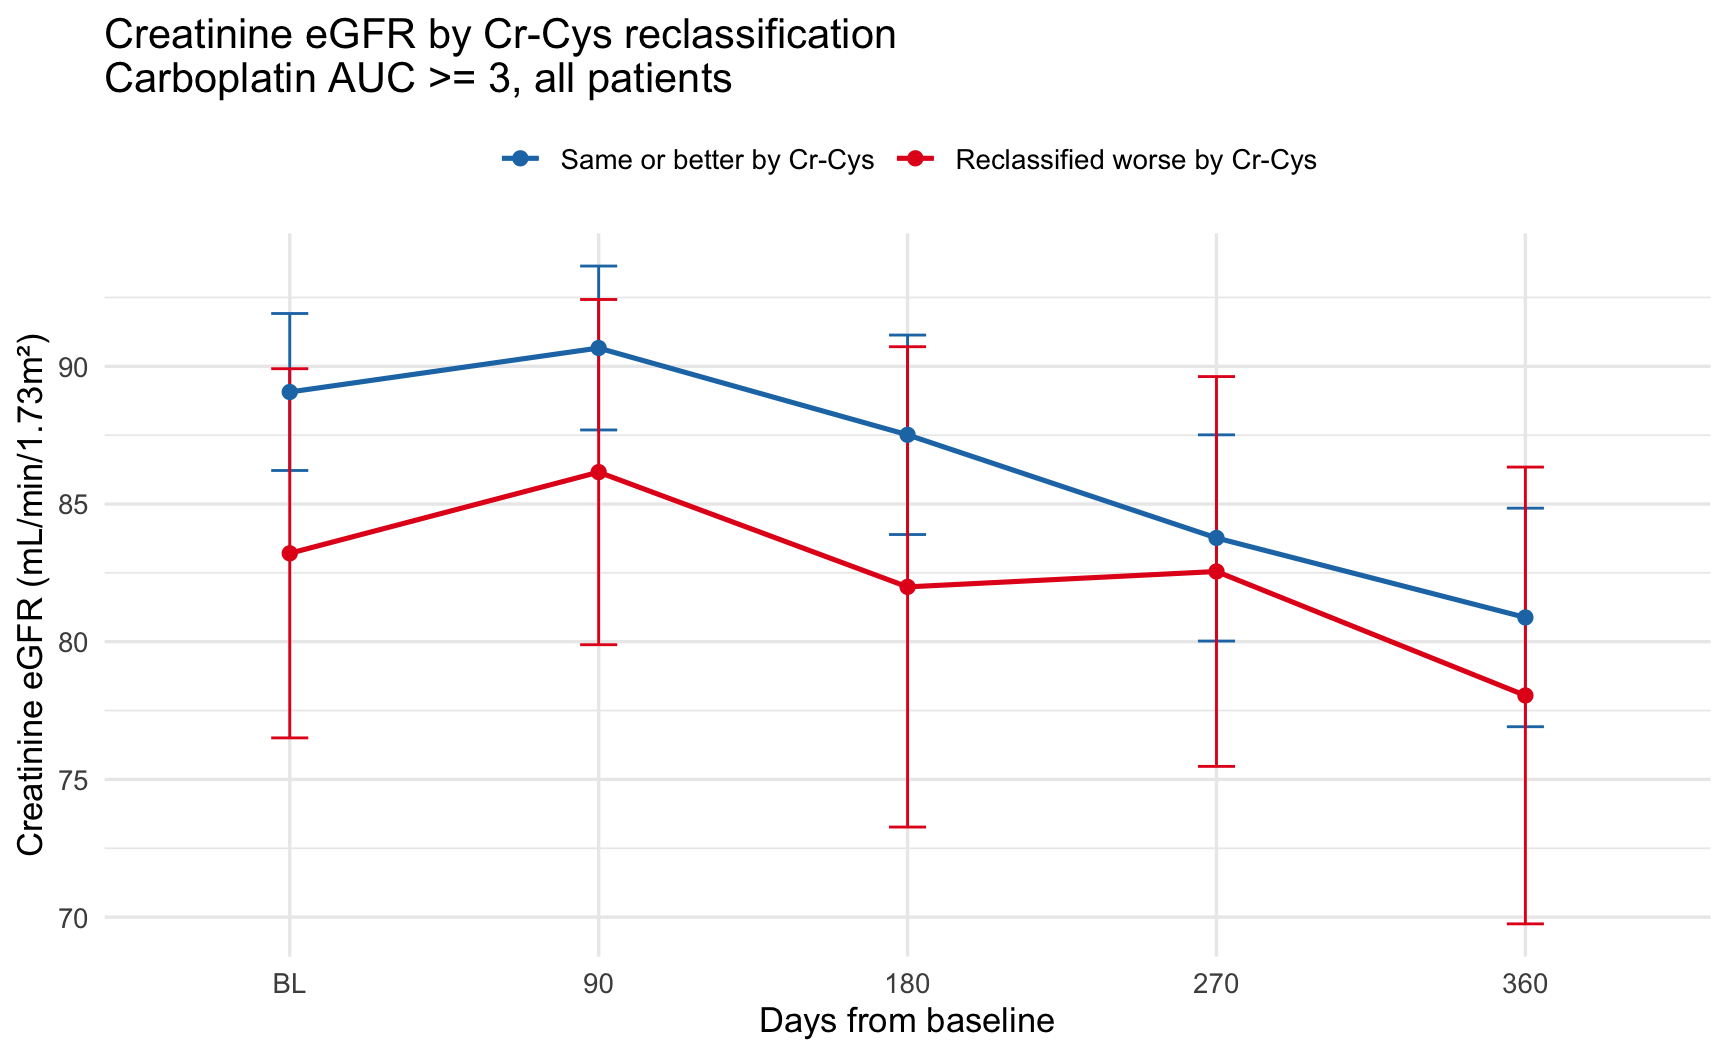 Creatinine eGFR by Cr-Cys reclassification
Carboplatin AUC >= 3, all patients
Same or better by Cr-Cys
Reclassified worse by Cr-Cys
Creatinine eGFR (mL/min/1.73m²)
90
85
80
75
70
BL
90
180
270
360
Days from baseline